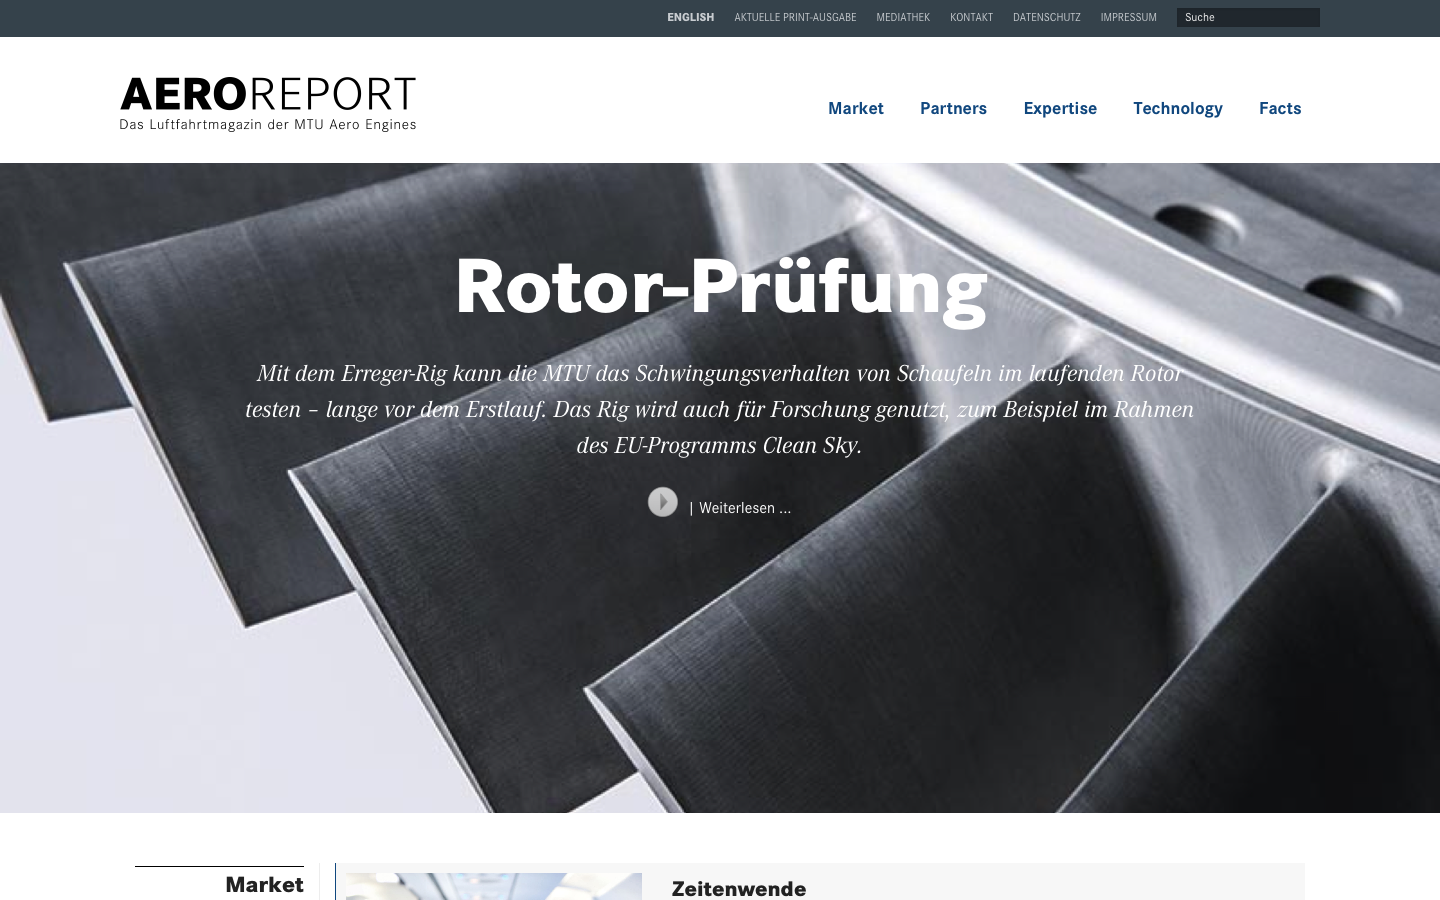 ENGLISH AKTUELLE PRINT-AUSGABE MEDIATHEK KONTAKT DATENSCHUTZ IMPRESSUM Suche
AEROREPORT
Das Luftfahrtmagazin der MTU Aero Engines
Market Partners Expertise Technology Facts
Rotor-Prüfung
Mit dem Erreger-Rig kann die MTU das Schwingungsverhalten von Schaufeln im laufenden Rotor
testen – lange vor dem Erstlauf. Das Rig wird auch für Forschung genutzt, zum Beispiel im Rahmen
des EU-Programms Clean Sky.
| Weiterlesen ...
Market
Zeitenwende